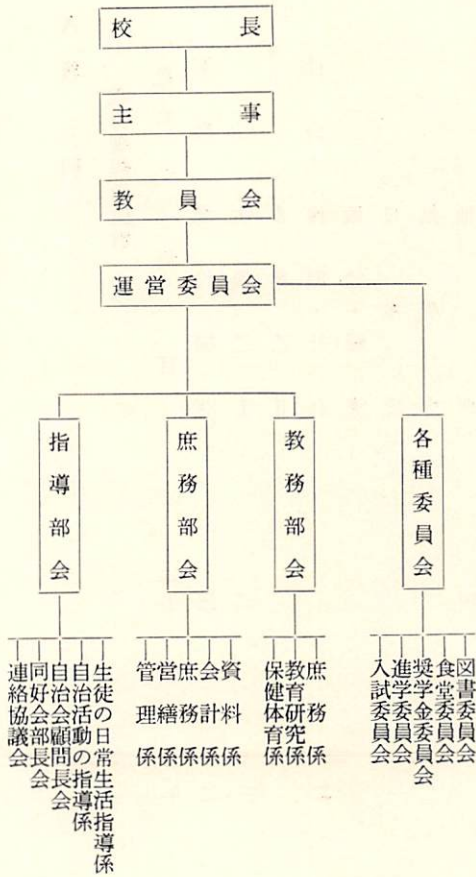 校長
主事
教員会
運営委員会
各種委員会
教務部会
庶務部会
指導部会
図書委員会
食堂委員会
奨学金委員会
進学委員会
入試委員会
庶務係
教育研究係
保健体育係
資料係
会計係
庶務係
営繕係
管理係
生徒の日常生活指導係
自治活動の指導係
自治会顧問長会
同好会部長会
連絡協議会